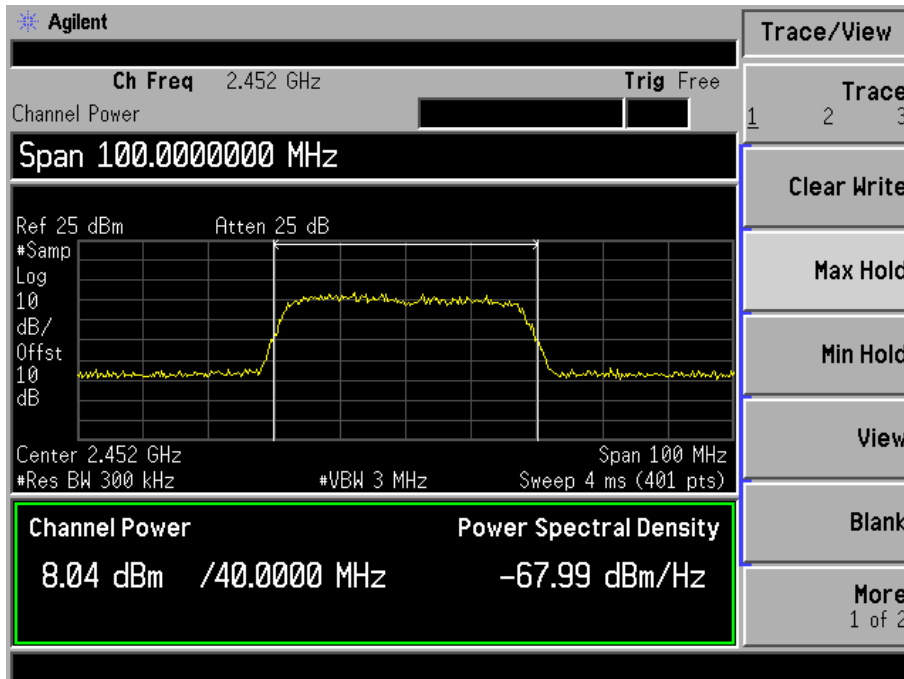 Agilent
Trace/View
Ch Freq 2.452 GHz Trig Free
Channel Power
Trace
1 2 3
Span 100.0000000 MHz
Clear Write
Ref 25 dBm Atten 25 dB
#Samp
Log
10
dB/
Offst
10
dB
Max Hold
Min Hold
View
Center 2.452 GHz Span 100 MHz
#Res BW 300 kHz #VBW 3 MHz Sweep 4 ms (401 pts)
Channel Power Power Spectral Density
8.04 dBm /40.0000 MHz -67.99 dBm/Hz
Blank
More
1 of 2